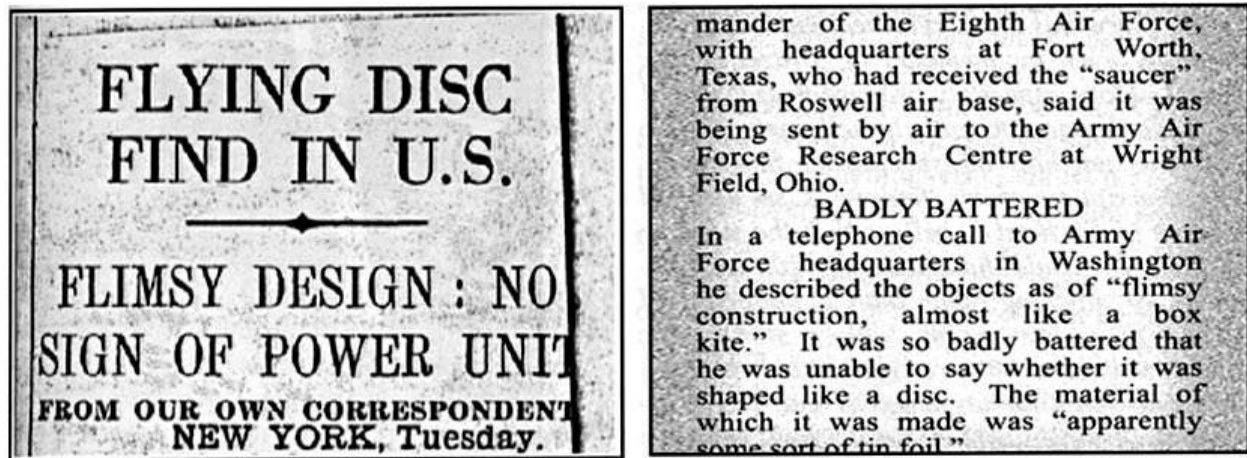 FLYING DISC
FIND IN U.S.
FLIMSY DESIGN : NO
SIGN OF POWER UNIT
FROM OUR OWN CORRESPONDENT
NEW YORK, Tuesday.
mander of the Eighth Air Force,
with headquarters at Fort Worth,
Texas, who had received the “saucer”
from Roswell air base, said it was
being sent by air to the Army Air
Force Research Centre at Wright
Field, Ohio.
BADLY BATTERED
In a telephone call to Army Air
Force headquarters in Washington
he described the objects as of “flimsy
construction, almost like a box
kite.” It was so badly battered that
he was unable to say whether it was
shaped like a disc. The material of
which it was made was “apparently
some sort of tin foil.”